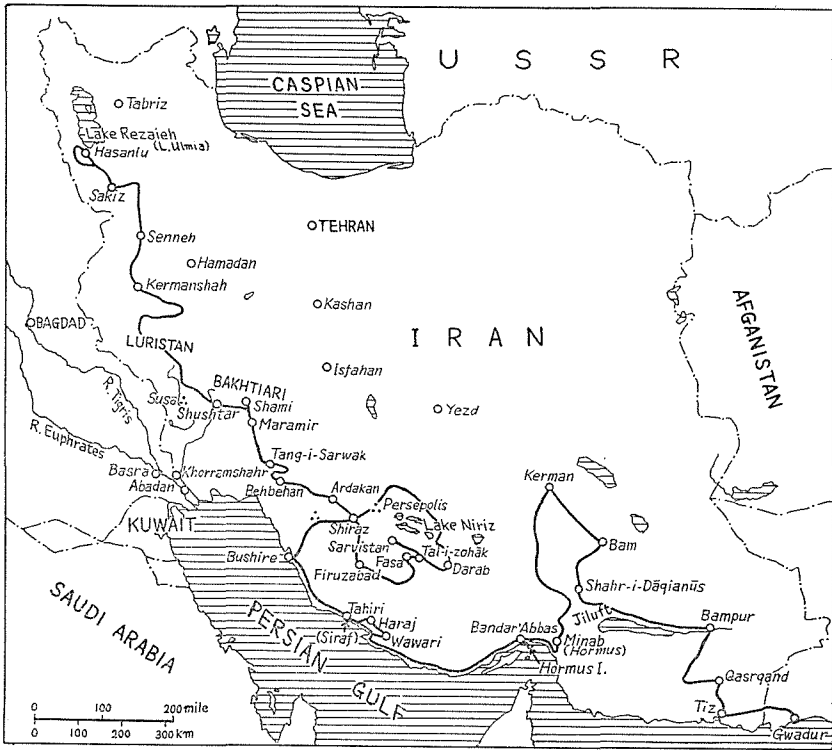 U S S R
CASPIAN
SEA
Tabriz
Lake Rezaieh
(L.Ulmia)
Hasanlu
Sakiz
Senneh
TEHRAN
Hamadan
Kermanshah
Kashan
BAGDAD
I R A N
AFGANISTAN
LURISTAN
Isfahan
R.Tigris
Susa
BAKHTIARI
Shushtar
Shami
Maramir
Yezd
R.Euphrates
Tang-i-Sarwak
Basra
Khorramshahr
Abadan
Behbehan
Ardakan
Kerman
Persepolis
KUWAIT
Shiraz
Lake Niriz
Sarvistan
Tal-i-zohāk
Bam
Bushire
Fasa
Firuzabad
Darab
Shahr-i-Dāqianūs
SAUDI ARABIA
Jiluft
PERSIAN GULF
Tahiri
(Siraf)
Haraj
Wawari
Bandar'Abbas
Minab
(Hormus)
Bampur
Hormus I.
Qasrqand
Tiz
Gwadur
0 100 200 mile
0 100 200 300 km